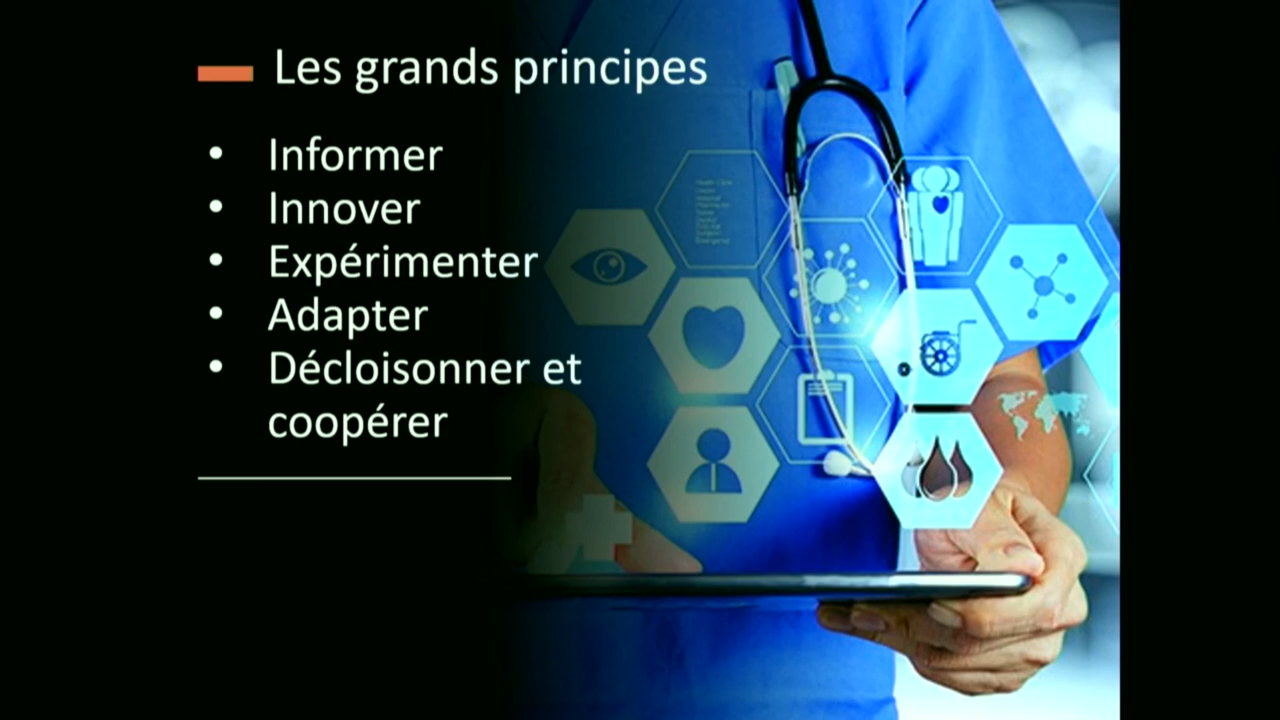 Les grands principes
• Informer
• Innover
• Expérimenter
• Adapter
• Décloisonner et
coopérer